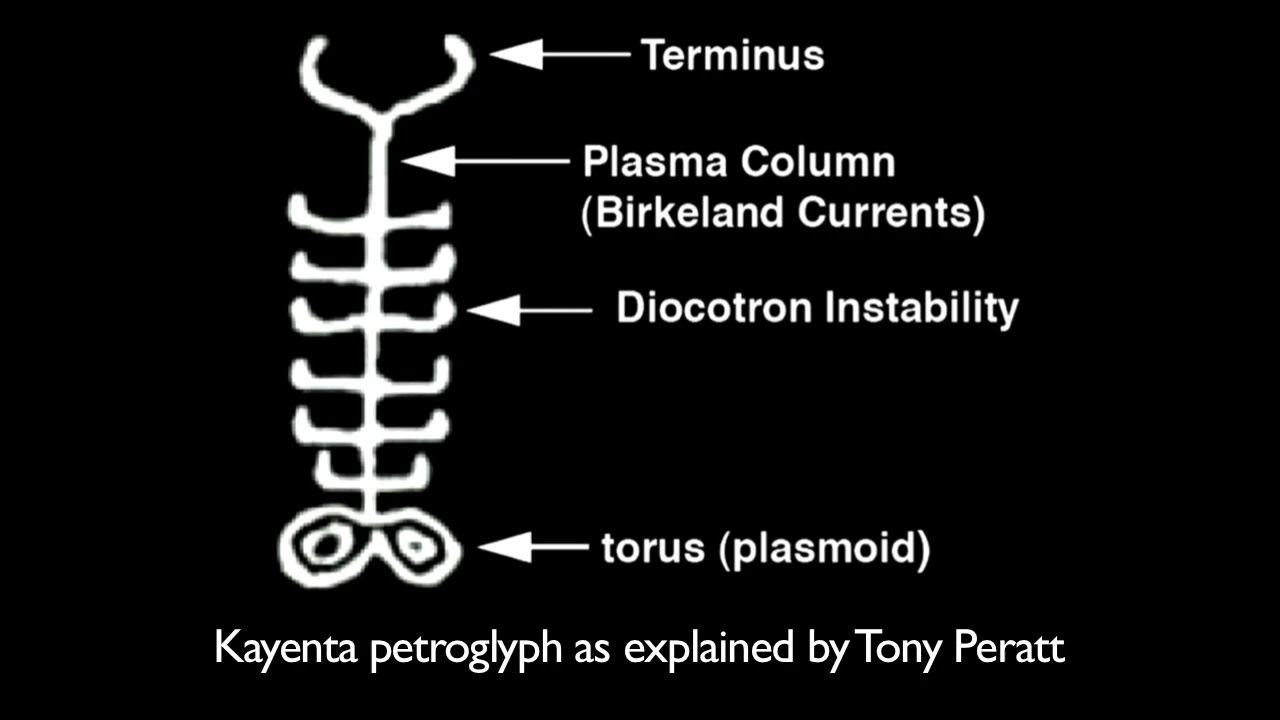 Terminus
Plasma Column
(Birkeland Currents)
Diocotron Instability
torus (plasmoid)
Kayenta petroglyph as explained by Tony Peratt